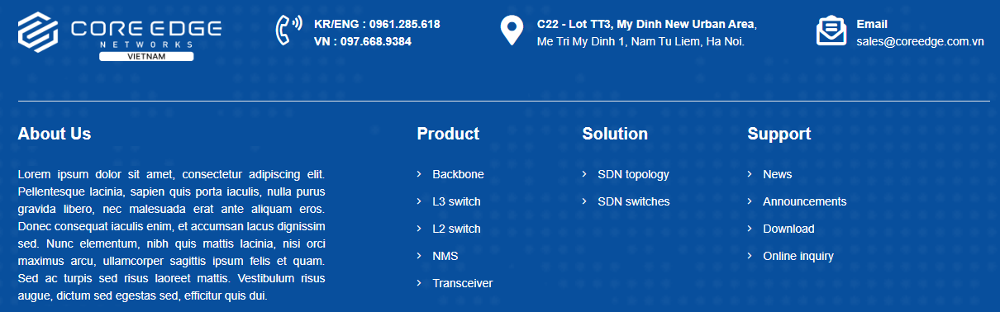 CORE EDGE
NETWORKS
VIETNAM
KR/ENG : 0961.285.618
VN : 097.668.9384
C22 - Lot TT3, My Dinh New Urban Area,
Me Tri My Dinh 1, Nam Tu Liem, Ha Noi.
Email
sales@coreedge.com.vn
About Us
Lorem ipsum dolor sit amet, consectetur adipiscing elit.
Pellentesque lacinia, sapien quis porta iaculis, nulla purus
gravida libero, nec malesuada erat ante aliquam eros.
Donec consequat iaculis enim, et accumsan lacus dignissim
sed. Nunc elementum, nibh quis mattis lacinia, nisi orci
maximus arcu, ullamcorper sagittis ipsum felis et quam.
Sed ac turpis sed risus laoreet mattis. Vestibulum risus
augue, dictum sed egestas sed, efficitur quis dui.
Product
Backbone
L3 switch
L2 switch
NMS
Transceiver
Solution
SDN topology
SDN switches
Support
News
Announcements
Download
Online inquiry